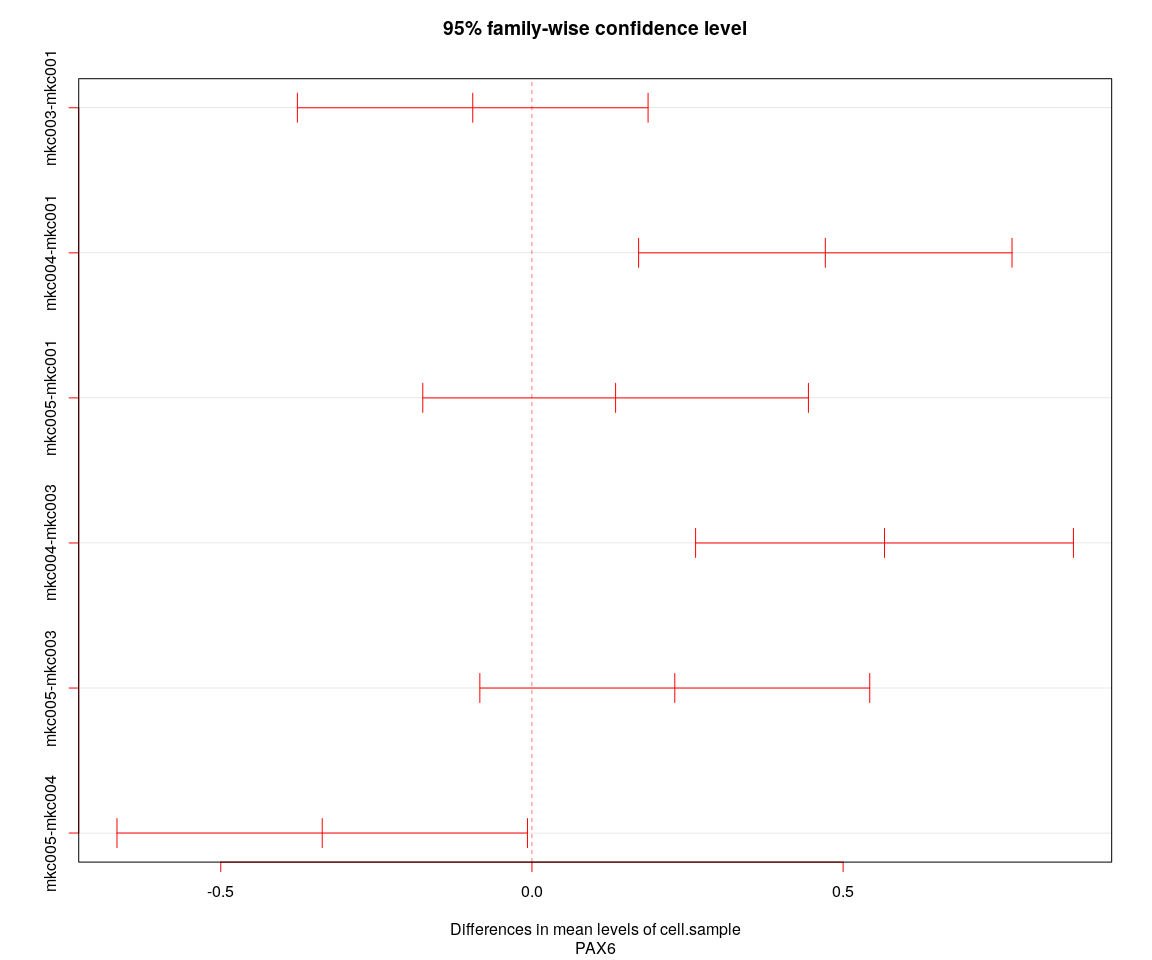 95% family-wise confidence level
mkc003-mkc001
mkc004-mkc001
mkc005-mkc001
mkc004-mkc003
mkc005-mkc003
mkc005-mkc004
-0.5
0.0
0.5
Differences in mean levels of cell.sample
PAX6